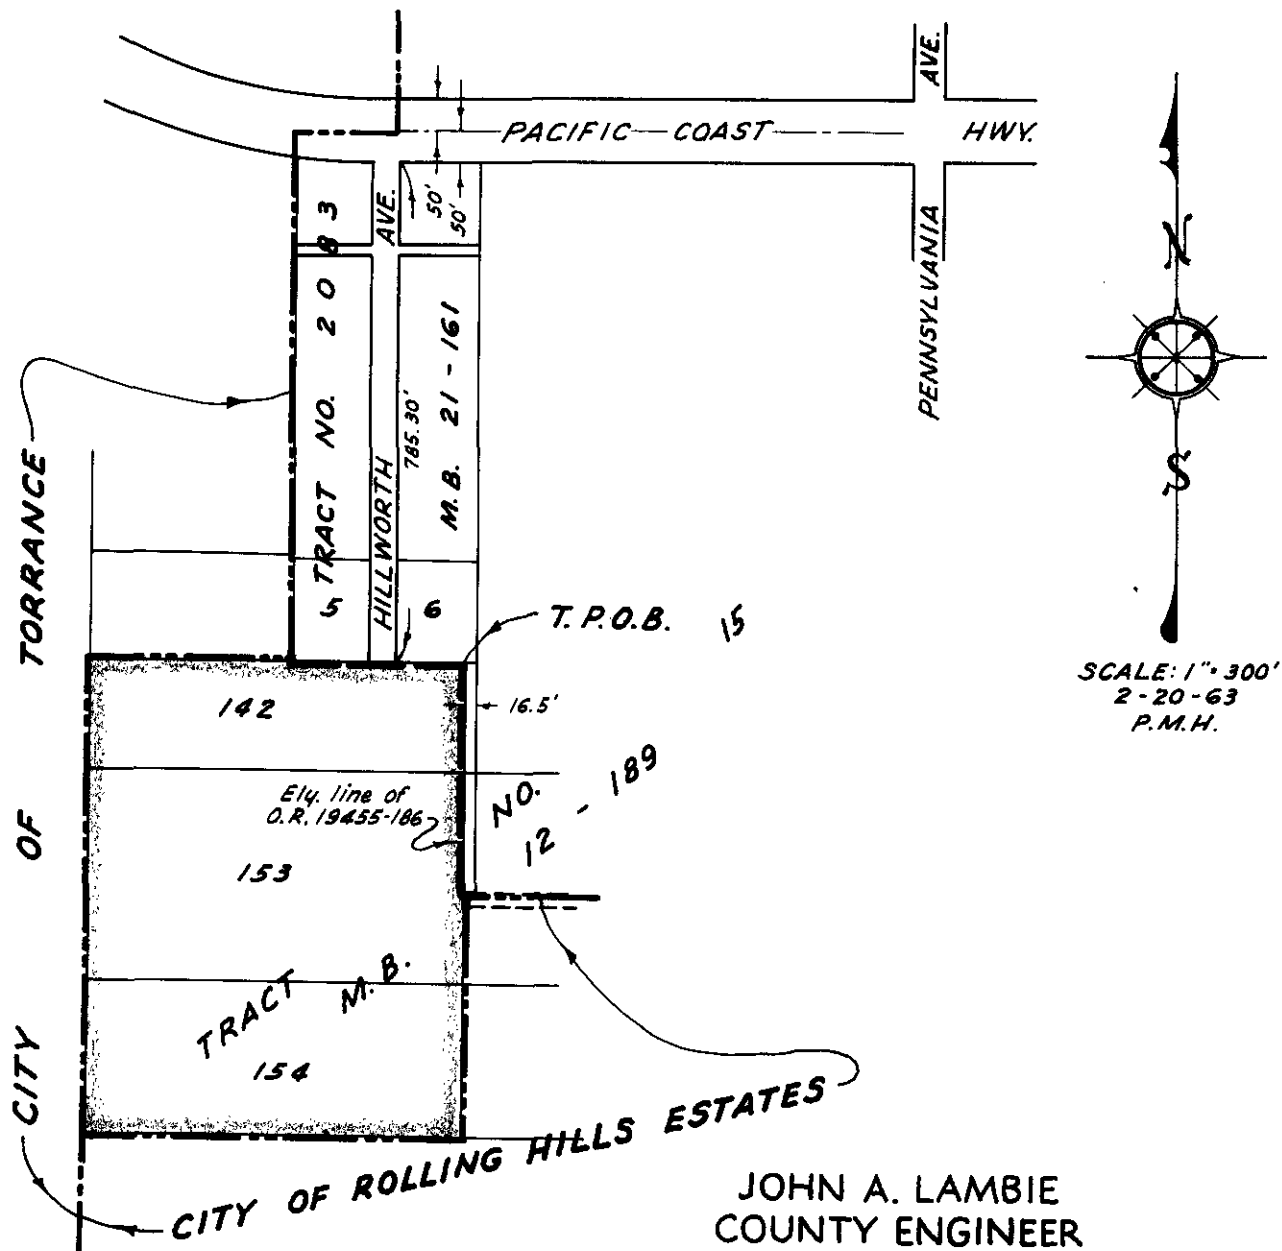 AVE.
PACIFIC COAST HWY.
50'
50'
AVE.
PENNSYLVANIA
N
S
TRACT NO. 2083
M.B. 21-161
785.30'
HILLWORTH
5
6
T.P.O.B.
15
SCALE: 1"=300'
2-20-63
P.M.H.
142
16.5'
Ely. line of
O.R. 19455-186
153
TRACT NO.
M.B. 12-189
154
CITY OF TORRANCE
CITY OF ROLLING HILLS ESTATES
JOHN A. LAMBIE
COUNTY ENGINEER